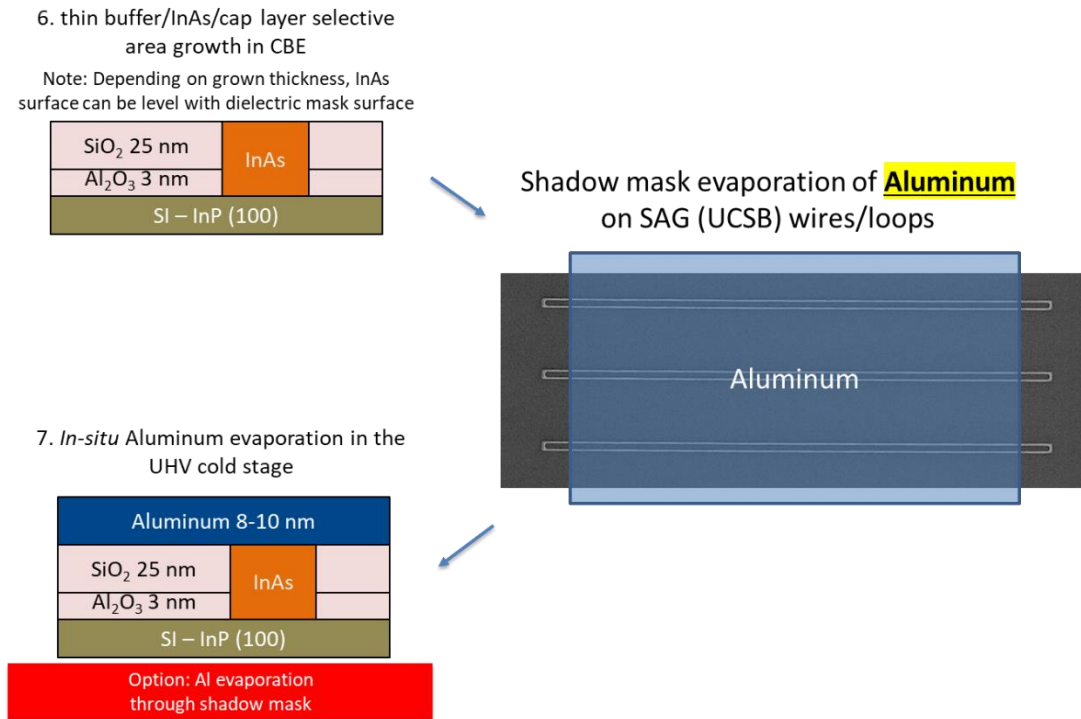 6. thin buffer/InAs/cap layer selective
area growth in CBE
Note: Depending on grown thickness, InAs
surface can be level with dielectric mask surface
SiO₂ 25 nm
InAs
Al₂O₃ 3 nm
SI – InP (100)
Shadow mask evaporation of Aluminum
on SAG (UCSB) wires/loops
Aluminum
7. In-situ Aluminum evaporation in the
UHV cold stage
Aluminum 8-10 nm
SiO₂ 25 nm
InAs
Al₂O₃ 3 nm
SI – InP (100)
Option: Al evaporation
through shadow mask